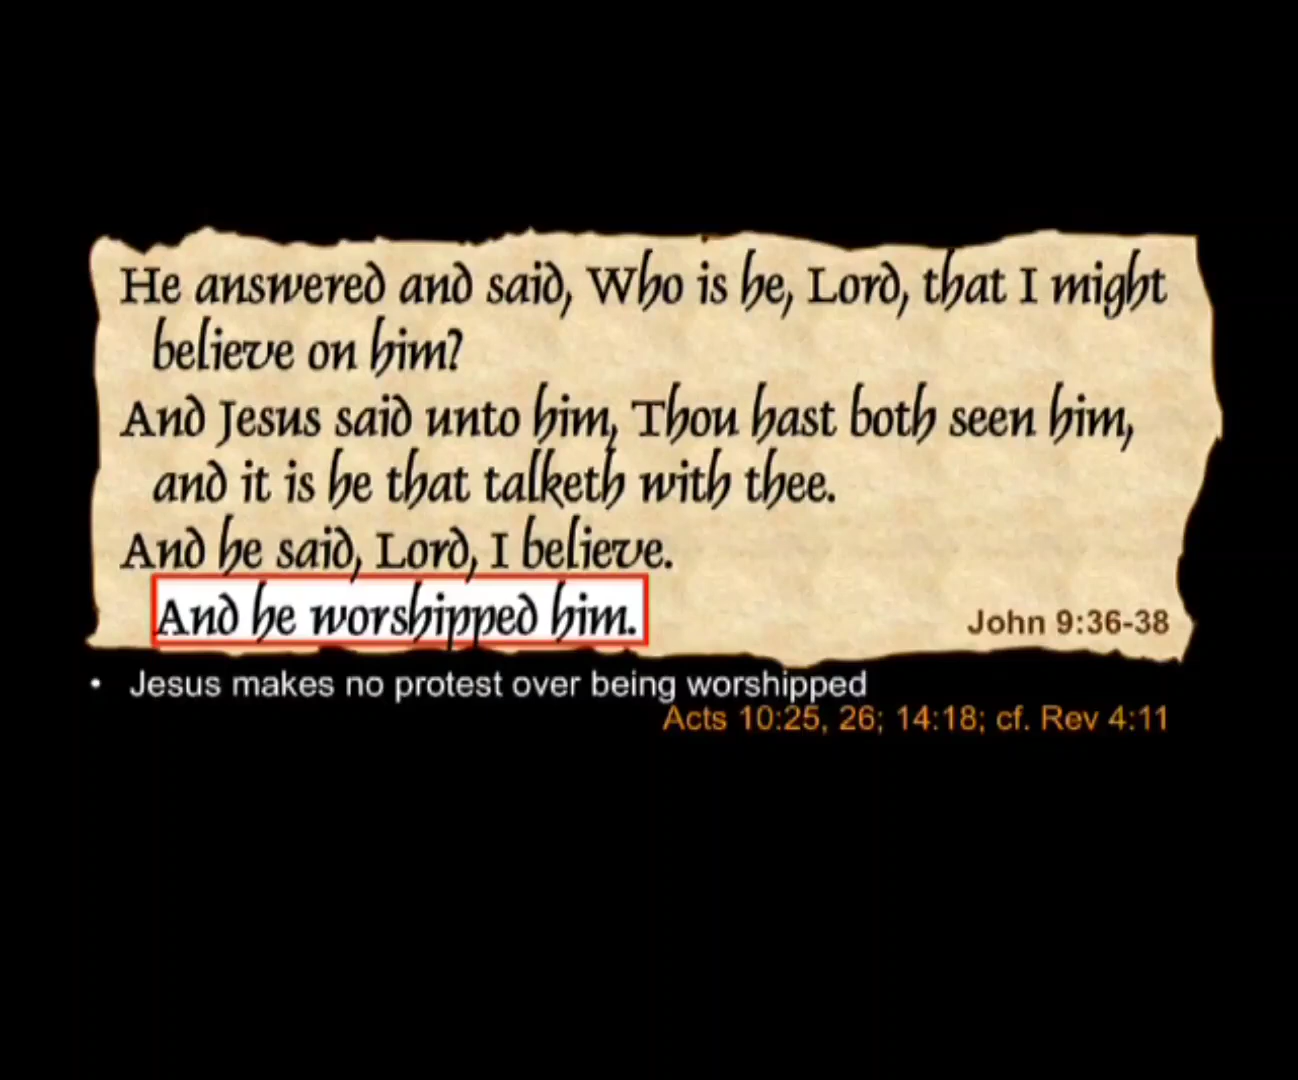 He answered and said, Who is he, Lord, that I might
believe on him?
And Jesus said unto him, Thou hast both seen him,
and it is he that talketh with thee.
And he said, Lord, I believe.
And he worshipped him.
John 9:36-38
• Jesus makes no protest over being worshipped
Acts 10:25, 26; 14:18; cf. Rev 4:11